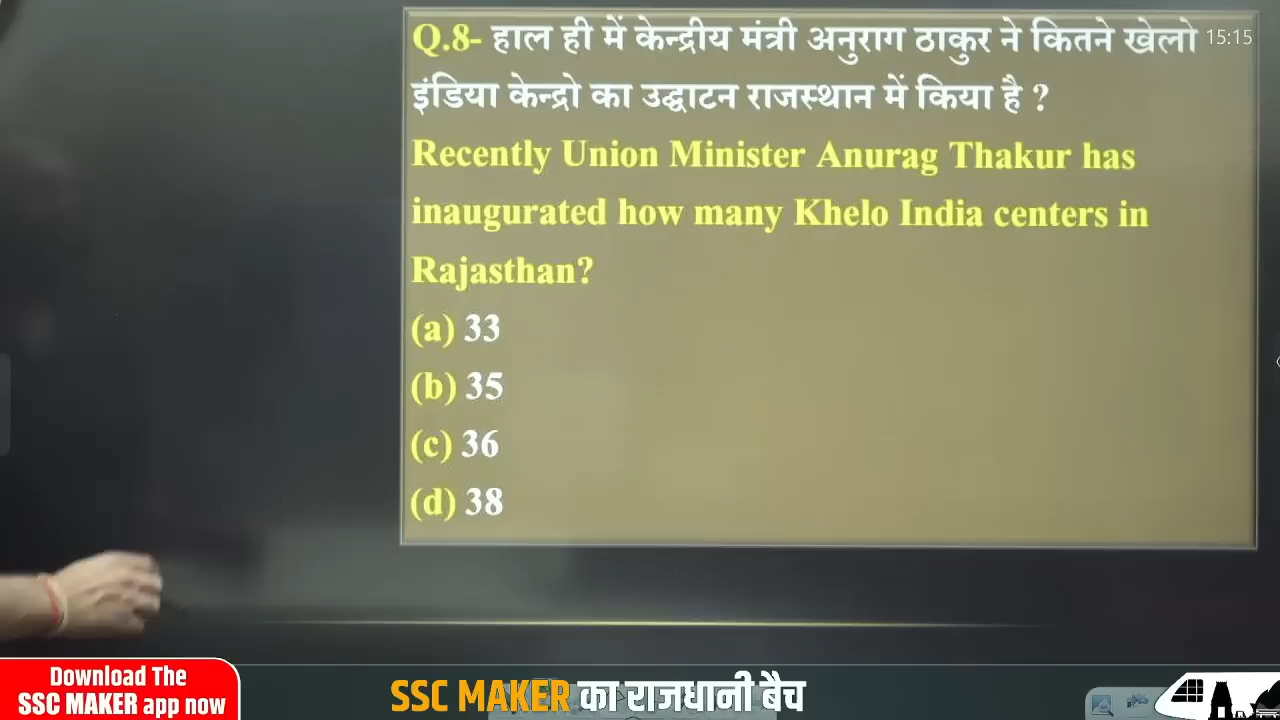 Q.8- हाल ही में केन्द्रीय मंत्री अनुराग ठाकुर ने कितने खेलो
15:15
इंडिया केन्द्रो का उद्घाटन राजस्थान में किया है ?
Recently Union Minister Anurag Thakur has
inaugurated how many Khelo India centers in
Rajasthan?
(a) 33
(b) 35
(c) 36
(d) 38
Download The
SSC MAKER app now
SSC MAKER का राजधानी बैच